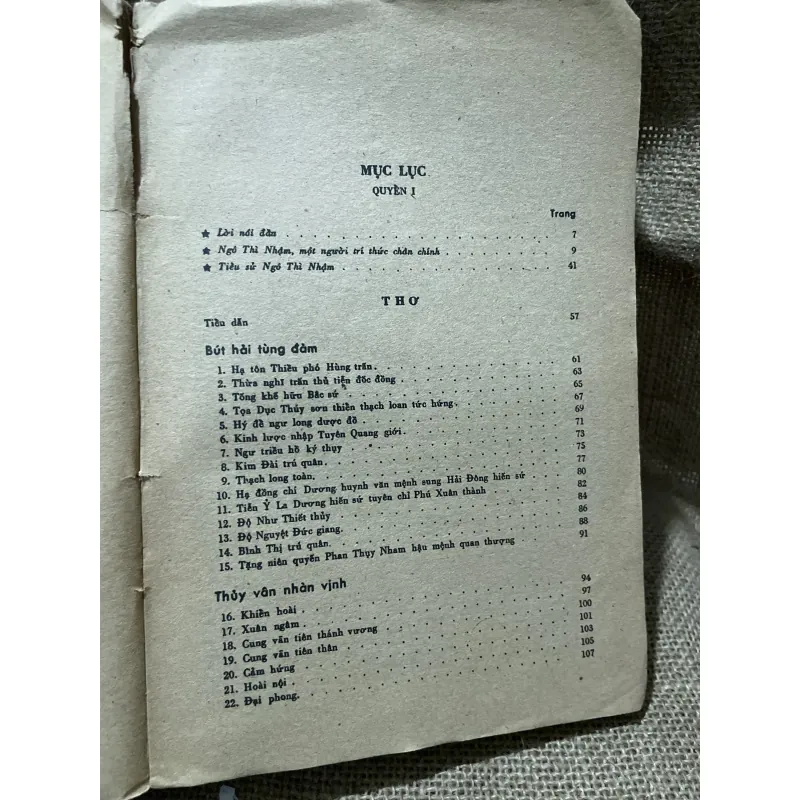 MỤC LỤC
QUYỀN I
Trang
★ Lời nói đầu 7
★ Ngô Thì Nhậm, một người trí thức chân chính 9
★ Tiểu sử Ngô Thì Nhậm 41
THƠ
Tiểu dẫn 57
Bút hải tùng đàm
1. Hạ tôn Thiều phó Hùng trấn 61
2. Thừa nghĩ trấn thủ tiễn đốc đồng 63
3. Tống khế hữu Bắc sứ 65
4. Tọa Dục Thúy sơn thiền thạch loan tức hứng 67
5. Hý đề ngư long dược đồ 69
6. Kinh lược nhập Tuyên Quang giới 71
7. Ngư triều hồ ký thụy 73
8. Kim Đài trú quân 75
9. Thạch long toàn 77
10. Hạ đồng chí Dương huynh văn mệnh sung Hải Đông hiến sứ 80
11. Tiễn Ỷ La Dương hiến sứ tuyên chỉ Phú Xuân thành 82
12. Độ Như Thiết thủy 84
13. Độ Nguyệt Đức giang 86
14. Bình Thị trú quân 88
15. Tặng niên quyến Phan Thụy Nham hậu mệnh quan thượng 91
Thủy vân nhàn vịnh
16. Khiển hoài 94
17. Xuân ngâm 97
18. Cung vãn tiên thánh vương 100
19. Cung vãn tiên thân 101
20. Cảm hứng 103
21. Hoài nội 105
22. Đại phong 107